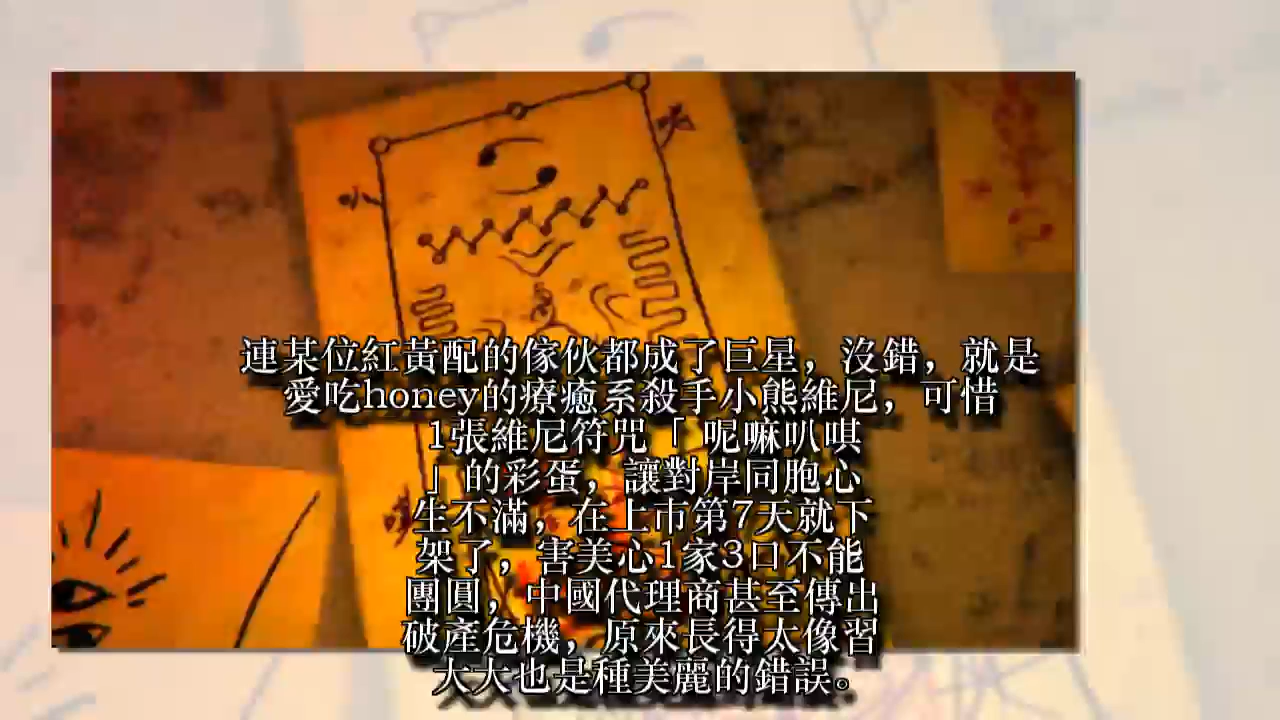 連某位紅黃配的傢伙都成了巨星，沒錯，就是
愛吃honey的療癒系殺手小熊維尼，可惜
1張維尼符咒「 呢嘛叭唭
」的彩蛋，讓對岸同胞心
生不滿，在上市第7天就下
架了，害美心1家3口不能
團圓，中國代理商甚至傳出
破產危機，原來長得太像習
大大也是種美麗的錯誤。